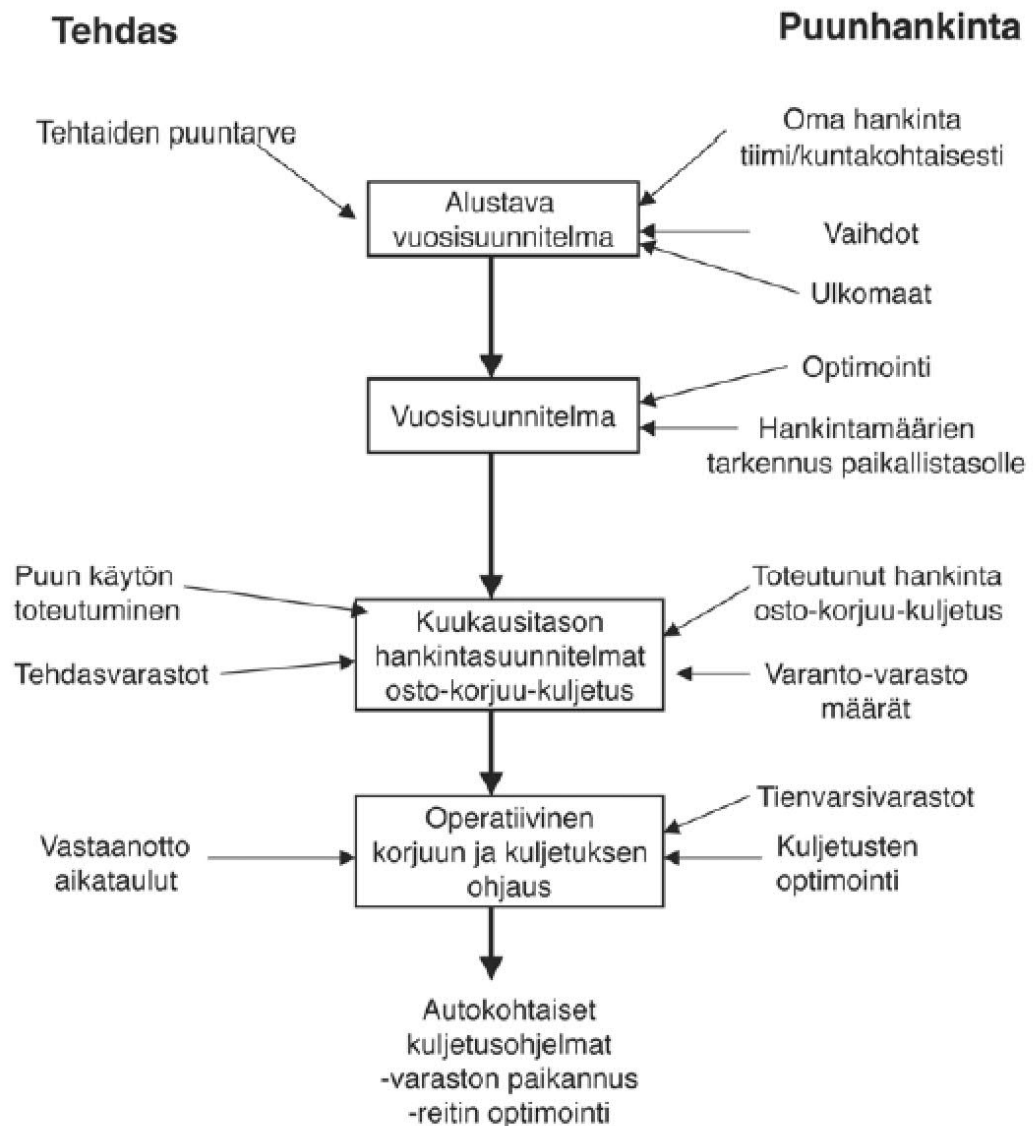 Tehdas
Puunhankinta
Tehtaiden puuntarve
Oma hankinta
tiimi/kuntakohtaisesti
Alustava
vuosisuunnitelma
Vaihdot
Ulkomaat
Optimointi
Vuosisuunnitelma
Hankintamäärien
tarkennus paikallistasolle
Puun käytön
toteutuminen
Toteutunut hankinta
osto-korjuu-kuljetus
Kuukausitason
hankintasuunnitelmat
osto-korjuu-kuljetus
Tehdasvarastot
Varanto-varasto
määrät
Tienvarsivarastot
Operatiivinen
korjuun ja kuljetuksen
ohjaus
Vastaanotto
aikataulut
Kuljetusten
optimointi
Autokohtaiset
kuljetusohjelmat
-varaston paikannus
-reitin optimointi